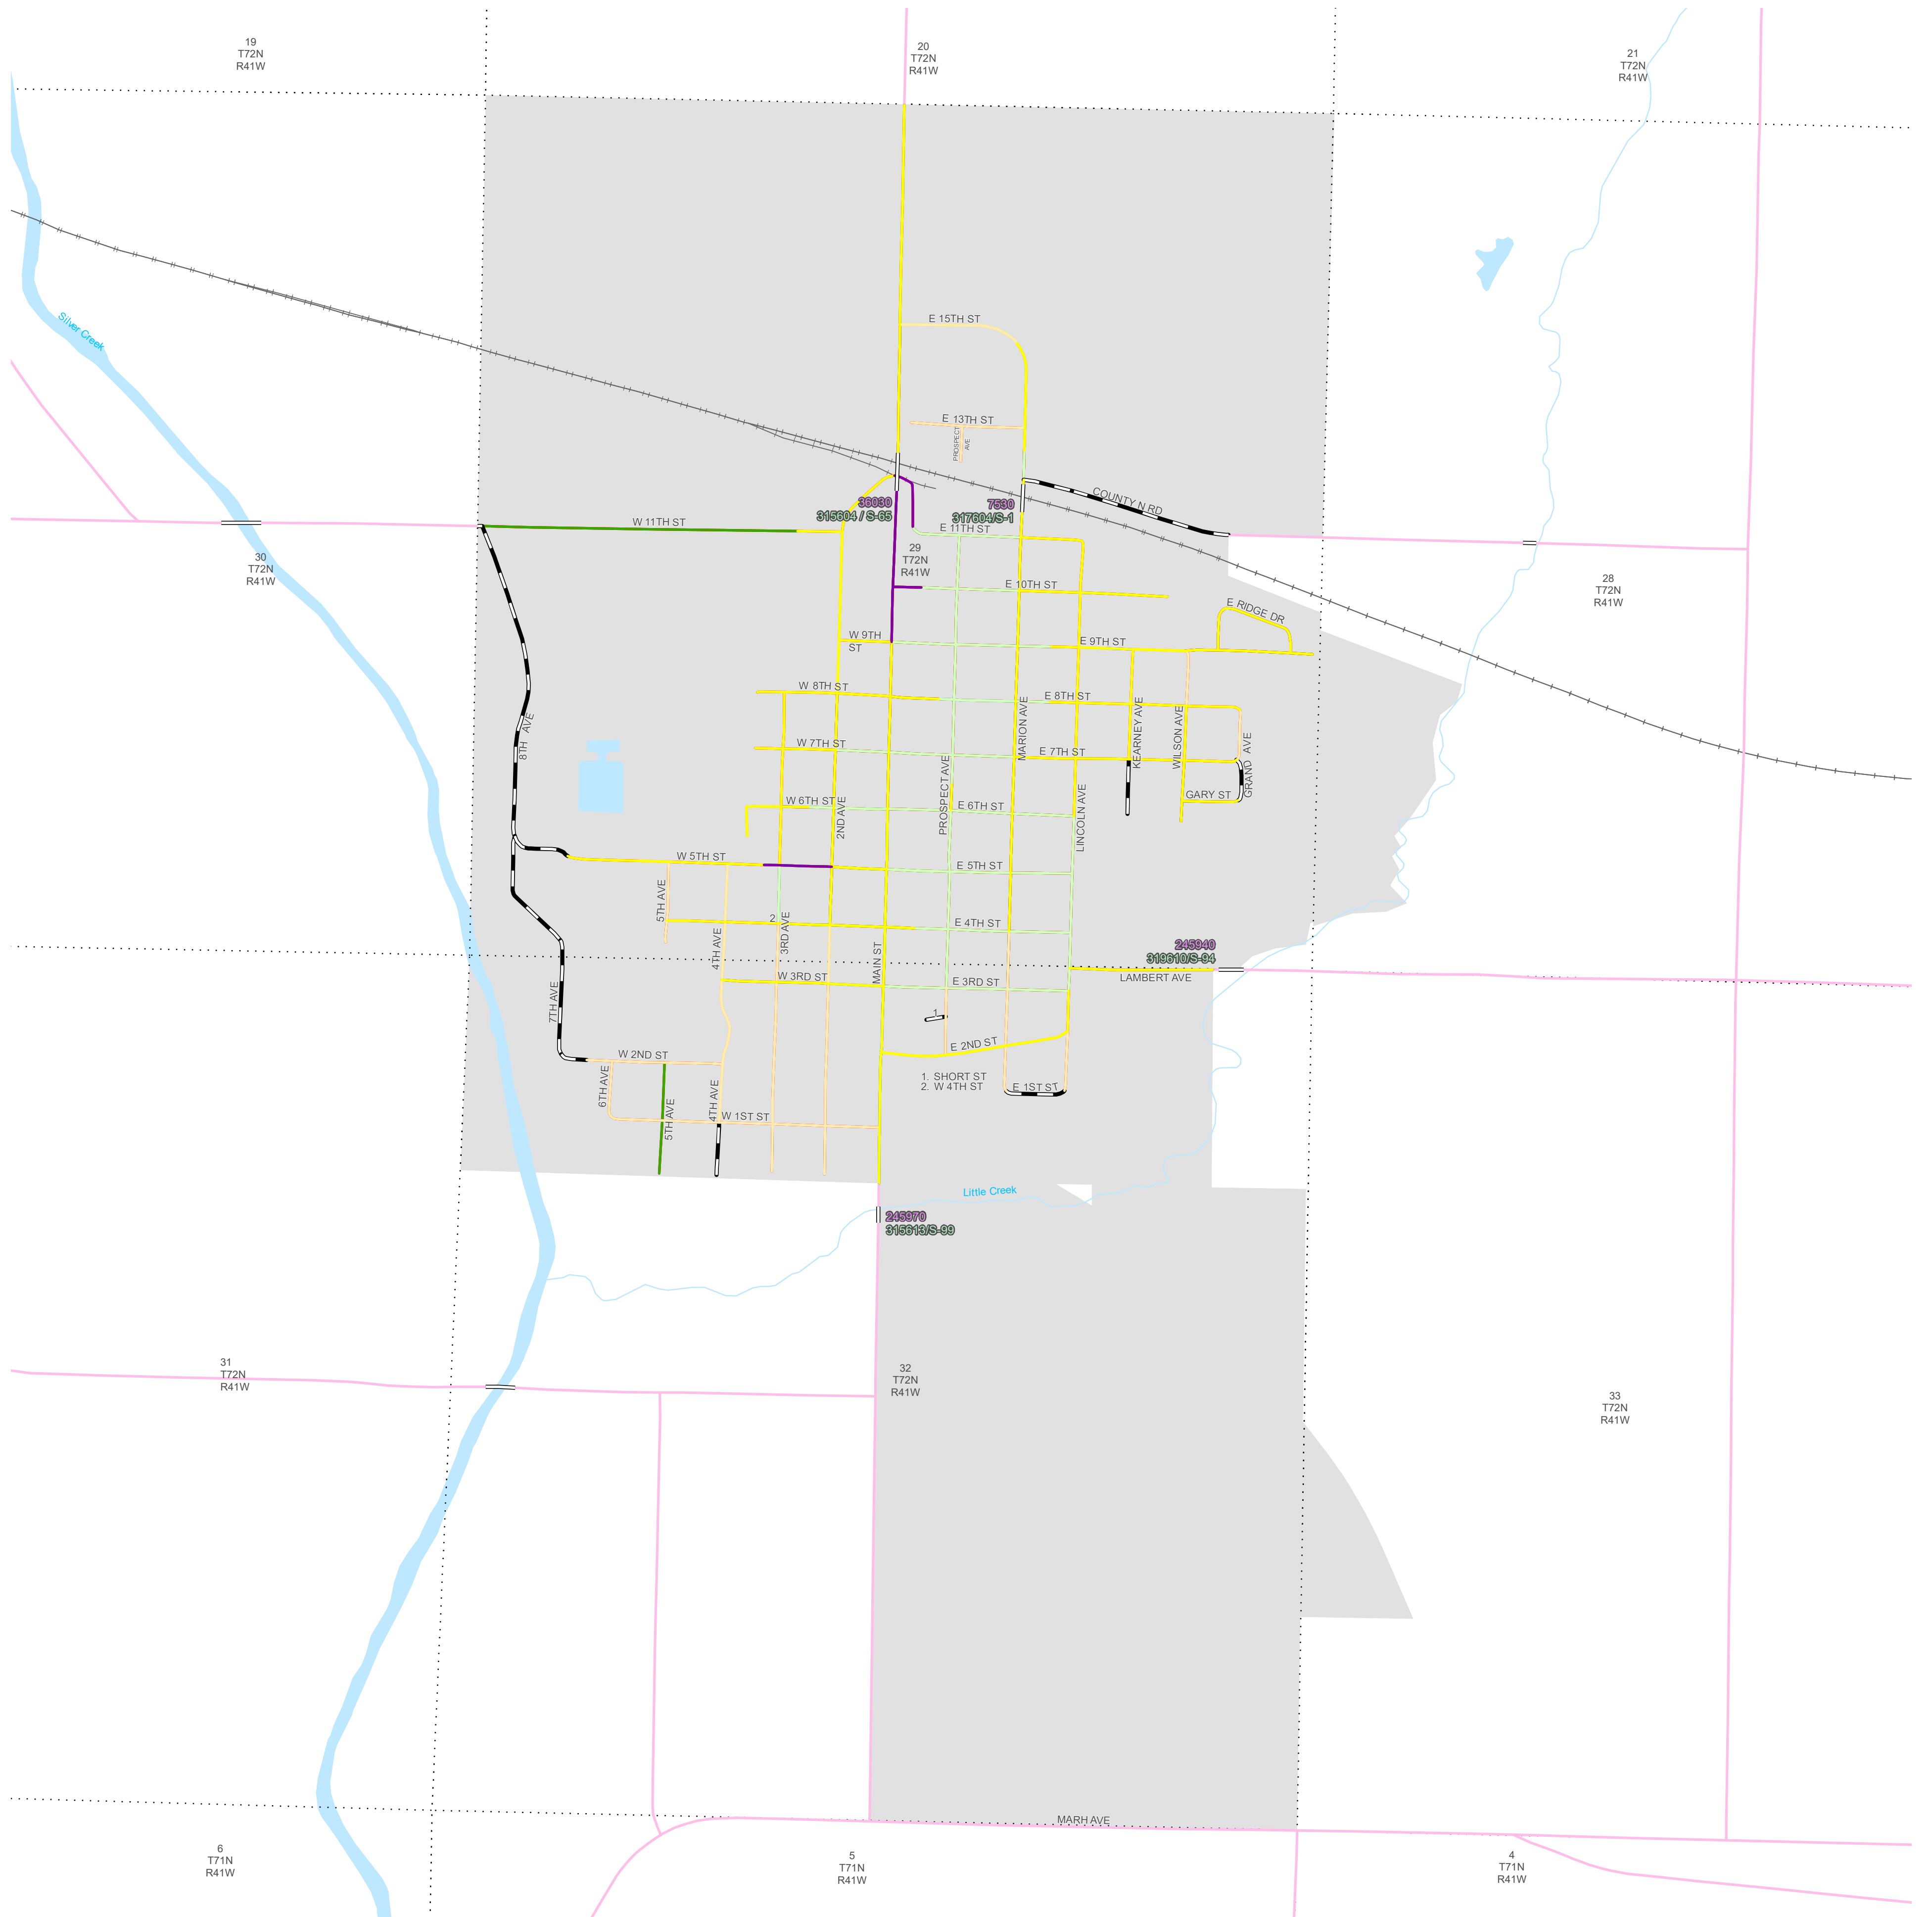 19
T72N
R41W
20
T72N
R41W
21
T72N
R41W
Silver Creek
E 15TH ST
E 13TH ST
PROSPECT
AVE
COUNTY N RD
36030
315604 / S-65
7530
317604/S-1
W 11TH ST
E 11TH ST
29
T72N
R41W
30
T72N
R41W
28
T72N
R41W
E 10TH ST
E RIDGE DR
W 9TH
ST
E 9TH ST
W 8TH ST
E 8TH ST
8TH AVE
MARION AVE
KEARNEY AVE
WILSON AVE
GRAND AVE
W 7TH ST
E 7TH ST
PROSPECT AVE
LINCOLN AVE
2ND AVE
GARY ST
W 6TH ST
E 6TH ST
W 5TH ST
E 5TH ST
5TH AVE
2
3RD AVE
E 4TH ST
4TH AVE
MAIN ST
245940
319610/S-94
LAMBERT AVE
W 3RD ST
E 3RD ST
7TH AVE
1
E 2ND ST
W 2ND ST
6TH AVE
5TH AVE
4TH AVE
1. SHORT ST
2. W 4TH ST
E 1ST ST
W 1ST ST
Little Creek
245970
315613/S-99
31
T72N
R41W
32
T72N
R41W
33
T72N
R41W
MARH AVE
6
T71N
R41W
5
T71N
R41W
4
T71N
R41W